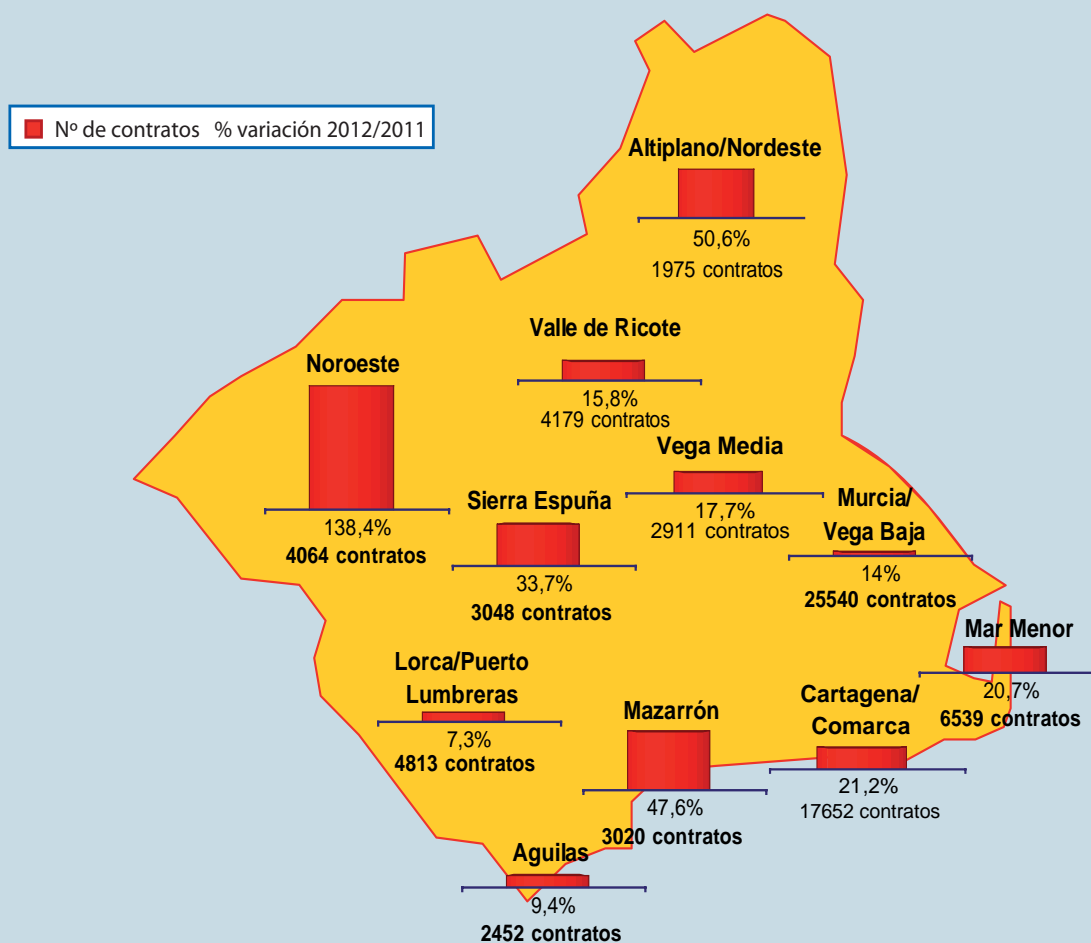 Nº de contratos % variación 2012/2011
Altiplano/Nordeste
50,6%
1975 contratos
Valle de Ricote
15,8%
4179 contratos
Noroeste
138,4%
4064 contratos
Vega Media
17,7%
2911 contratos
Sierra Espuña
33,7%
3048 contratos
Murcia/
Vega Baja
14%
25540 contratos
Mar Menor
20,7%
6539 contratos
Lorca/Puerto
Lumbreras
7,3%
4813 contratos
Mazarrón
47,6%
3020 contratos
Cartagena/
Comarca
21,2%
17652 contratos
Aguilas
9,4%
2452 contratos